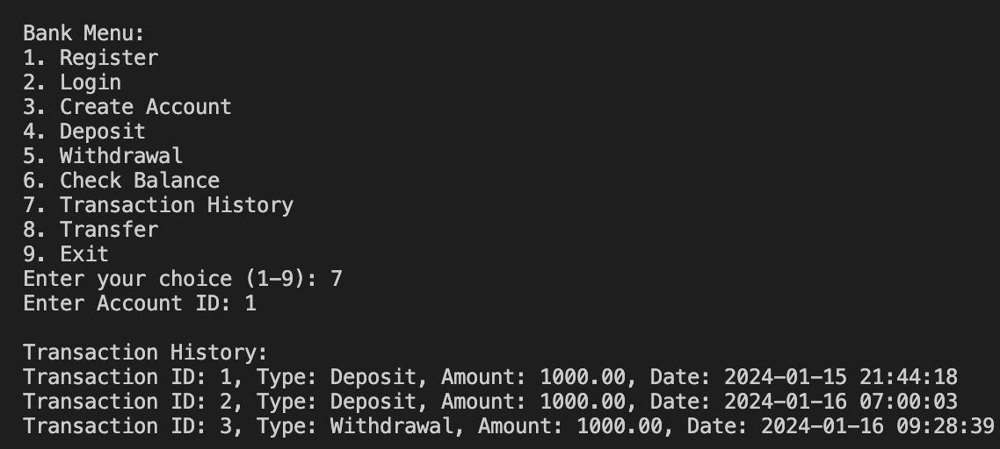 Bank Menu:
1. Register
2. Login
3. Create Account
4. Deposit
5. Withdrawal
6. Check Balance
7. Transaction History
8. Transfer
9. Exit
Enter your choice (1-9): 7
Enter Account ID: 1
Transaction History:
Transaction ID: 1, Type: Deposit, Amount: 1000.00, Date: 2024-01-15 21:44:18
Transaction ID: 2, Type: Deposit, Amount: 1000.00, Date: 2024-01-16 07:00:03
Transaction ID: 3, Type: Withdrawal, Amount: 1000.00, Date: 2024-01-16 09:28:39